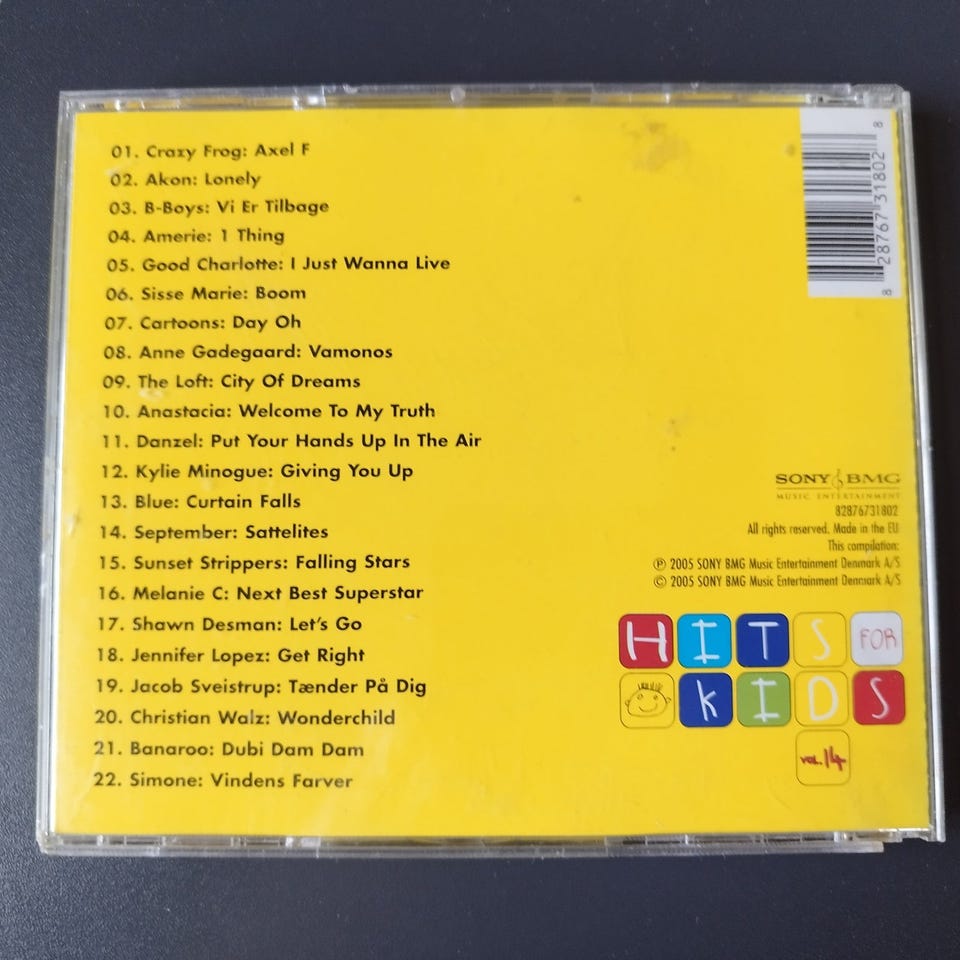 01. Crazy Frog: Axel F
02. Akon: Lonely
03. B-Boys: Vi Er Tilbage
04. Amerie: 1 Thing
05. Good Charlotte: I Just Wanna Live
06. Sisse Marie: Boom
07. Cartoons: Day Oh
08. Anne Gadegaard: Vamonos
09. The Loft: City Of Dreams
10. Anastacia: Welcome To My Truth
11. Danzel: Put Your Hands Up In The Air
12. Kylie Minogue: Giving You Up
13. Blue: Curtain Falls
14. September: Sattelites
15. Sunset Strippers: Falling Stars
16. Melanie C: Next Best Superstar
17. Shawn Desman: Let's Go
18. Jennifer Lopez: Get Right
19. Jacob Sveistrup: Tænder På Dig
20. Christian Walz: Wonderchild
21. Banaroo: Dubi Dam Dam
22. Simone: Vindens Farver
8 28767 31802 8
SONY BMG
MUSIC ENTERTAINMENT
82876731802
All rights reserved. Made in the EU
This compilation:
℗ 2005 SONY BMG Music Entertainment Denmark A/S
© 2005 SONY BMG Music Entertainment Denmark A/S
HITS FOR
KIDS
VOL. 14